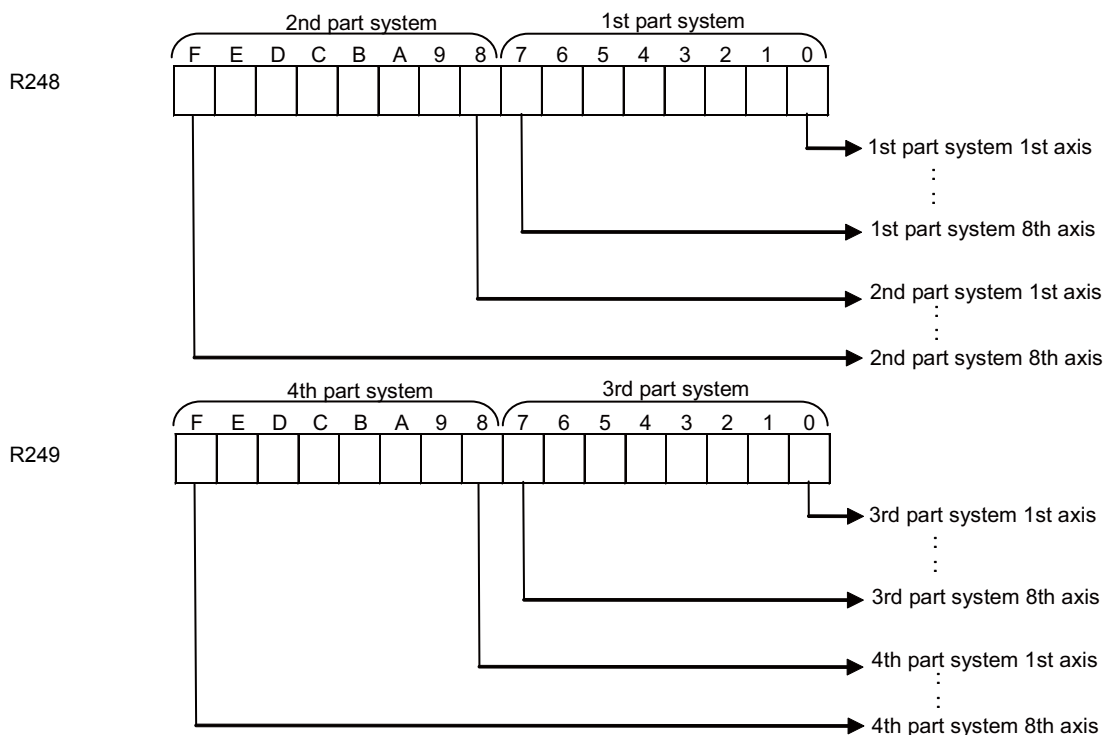 2nd part system 1st part system
F E D C B A 9 8 7 6 5 4 3 2 1 0
R248
1st part system 1st axis
1st part system 8th axis
2nd part system 1st axis
2nd part system 8th axis
4th part system 3rd part system
F E D C B A 9 8 7 6 5 4 3 2 1 0
R249
3rd part system 1st axis
3rd part system 8th axis
4th part system 1st axis
4th part system 8th axis